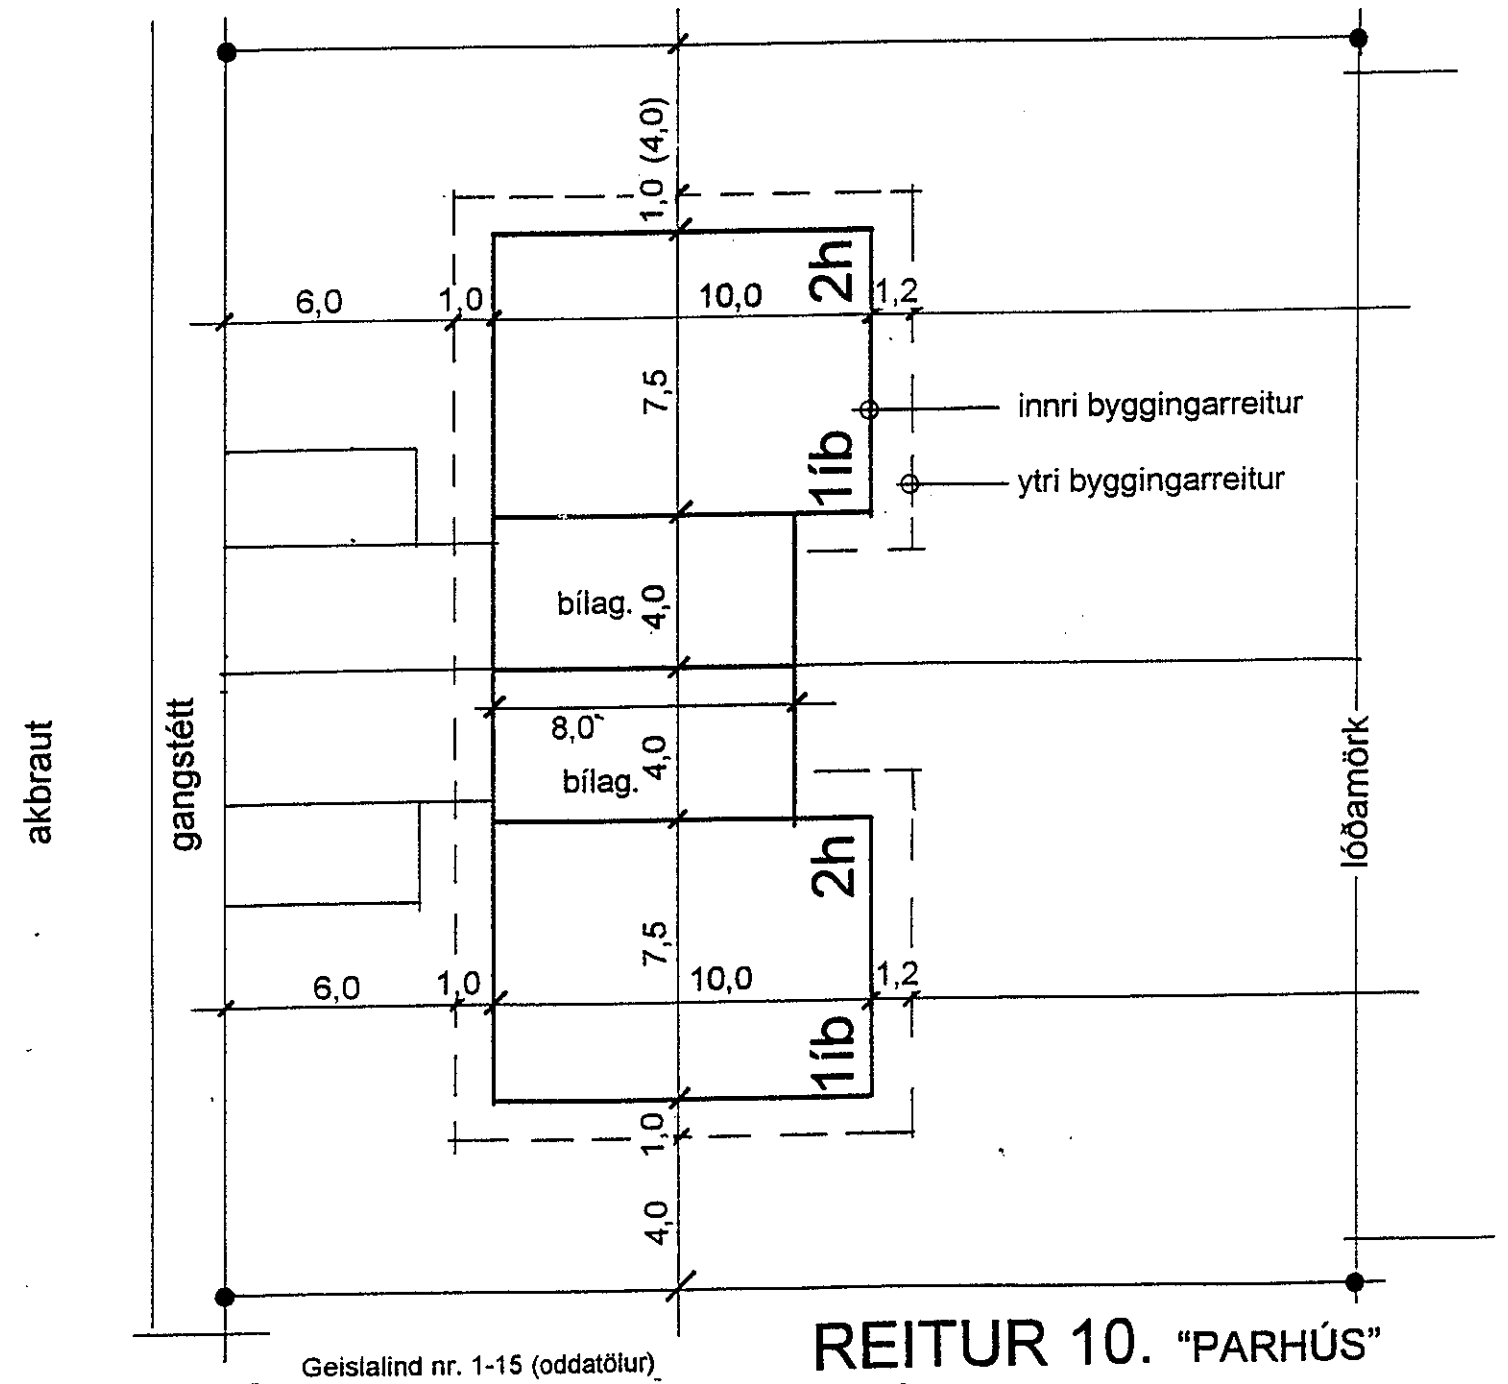 1,0 (4,0)
6,0
1,0
10,0
2h
1,2
7,5
1íb
innri byggingarreitur
ytri byggingarreitur
bílag.
4,0
akbraut
gangstétt
8,0
bílag.
4,0
lóðamörk
2h
7,5
6,0
1,0
10,0
1,2
1íb
1,0
4,0
REITUR 10. "PARHÚS"
Geislalind nr. 1-15 (oddatölur)